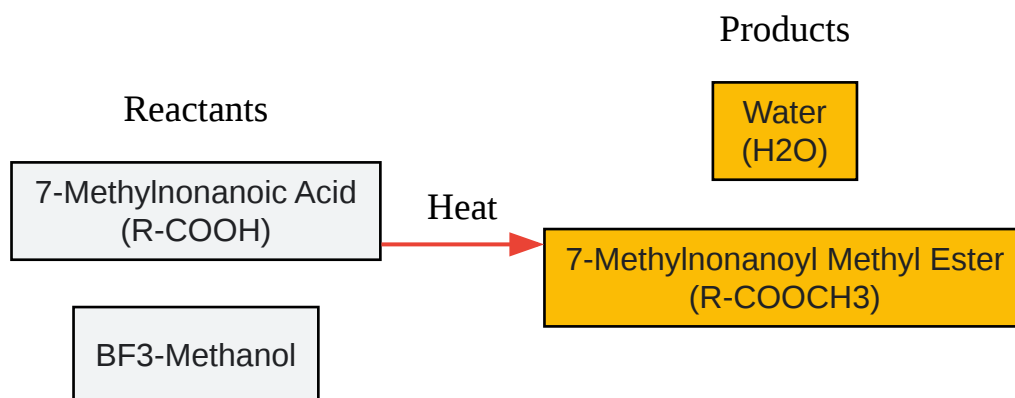 Reactants
7-Methylnonanoic Acid
(R-COOH)
BF3-Methanol
Heat
Products
Water
(H2O)
7-Methylnonanoyl Methyl Ester
(R-COOCH3)